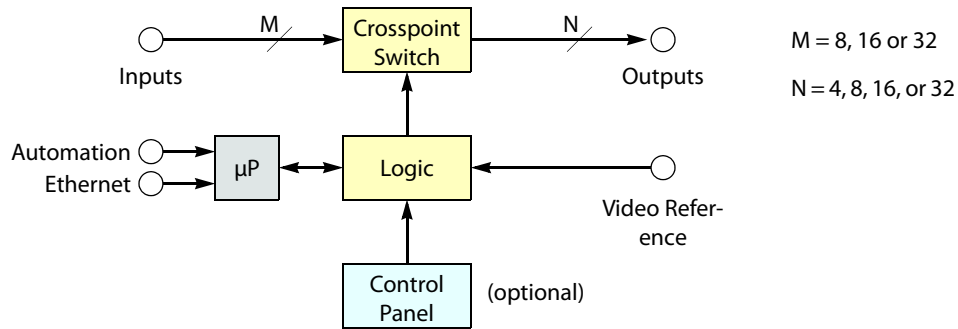 M
Crosspoint
Switch
N
Inputs
Outputs
M = 8, 16 or 32
N = 4, 8, 16, or 32
Automation
Ethernet
µP
Logic
Video Refer-
ence
Control
Panel
(optional)